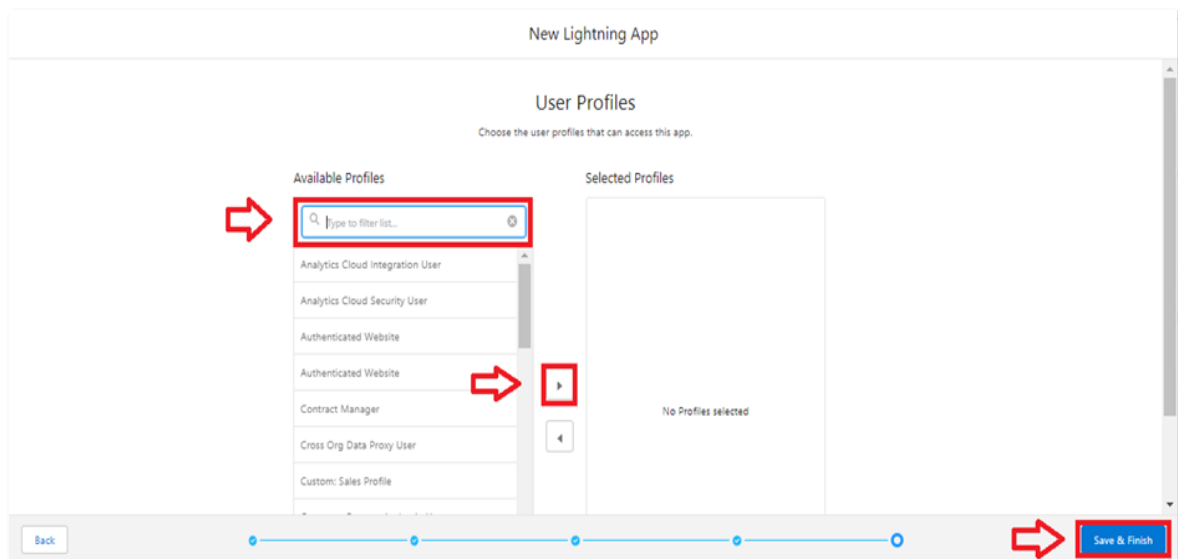 New Lightning App
User Profiles
Choose the user profiles that can access this app.
Available Profiles
Selected Profiles
Type to filter list...
Analytics Cloud Integration User
Analytics Cloud Security User
Authenticated Website
Authenticated Website
Contract Manager
Cross Org Data Proxy User
Custom: Sales Profile
No Profiles selected
Back
Save & Finish